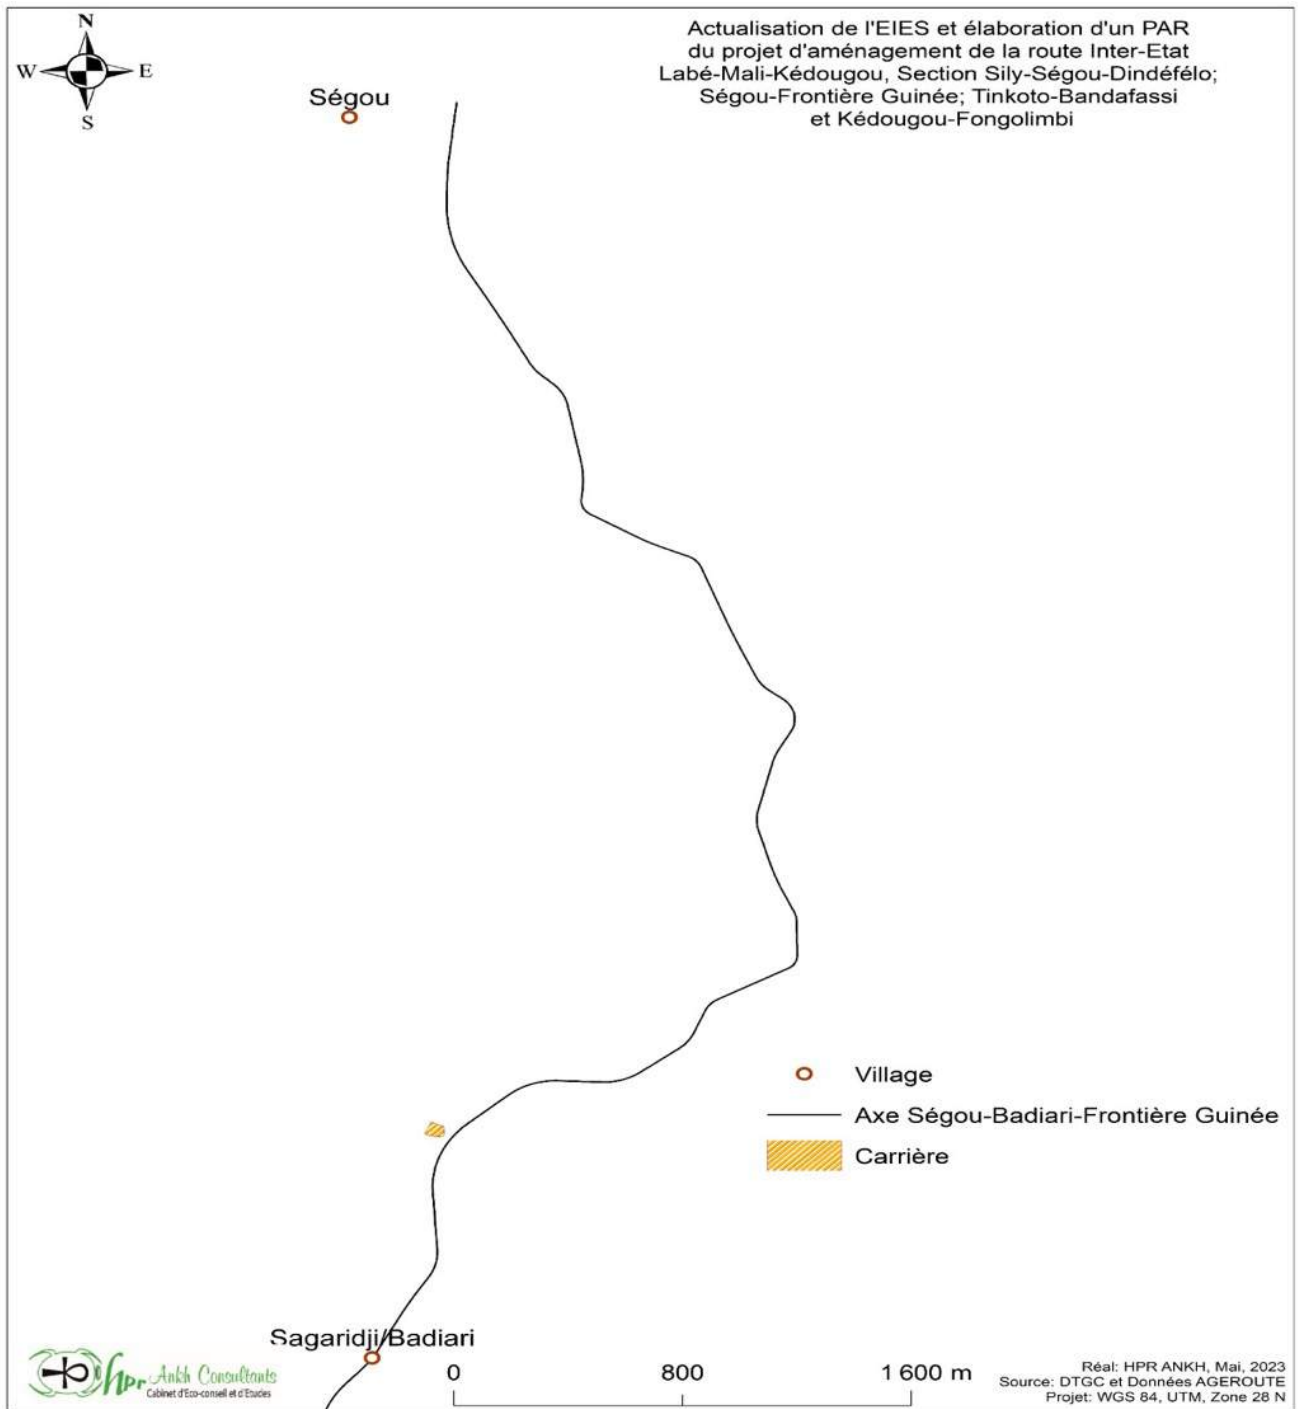 N
W E
S
Actualisation de l'EIES et élaboration d'un PAR
du projet d'aménagement de la route Inter-Etat
Labé-Mali-Kédougou, Section Sily-Ségou-Dindéfélo;
Ségou-Frontière Guinée; Tinkoto-Bandafassi
et Kédougou-Fongolimbi
Ségou
Village
Axe Ségou-Badiari-Frontière Guinée
Carrière
Sagaridji/Badiari
hpr Ankh Consultants
Cabinet d'Eco-conseil et d'Etudes
0 800 1 600 m
Réal: HPR ANKH, Mai, 2023
Source: DTGC et Données AGEROUTE
Projet: WGS 84, UTM, Zone 28 N